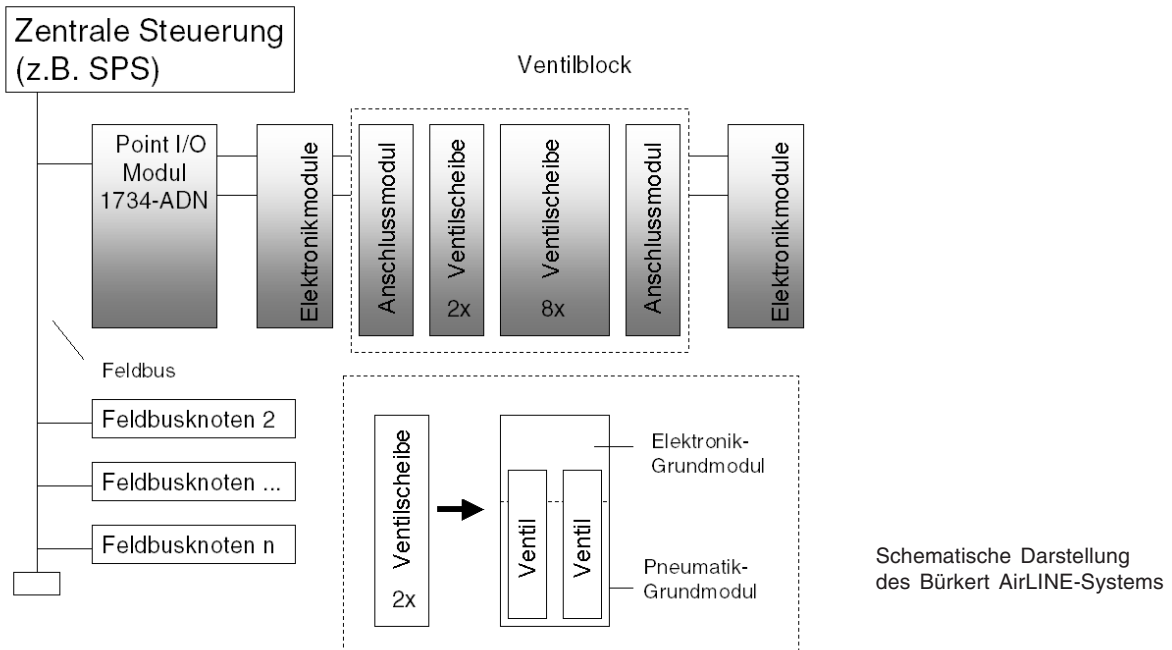 Zentrale Steuerung
(z.B. SPS)
Ventilblock
Point I/O
Modul
1734-ADN
Elektronikmodule
Anschlussmodul
Ventilscheibe
2x
Ventilscheibe
8x
Anschlussmodul
Elektronikmodule
Feldbus
Feldbusknoten 2
Feldbusknoten ...
Feldbusknoten n
Ventilscheibe
2x
Ventil
Ventil
Elektronik-
Grundmodul
Pneumatik-
Grundmodul
Schematische Darstellung
des Bürkert AirLINE-Systems